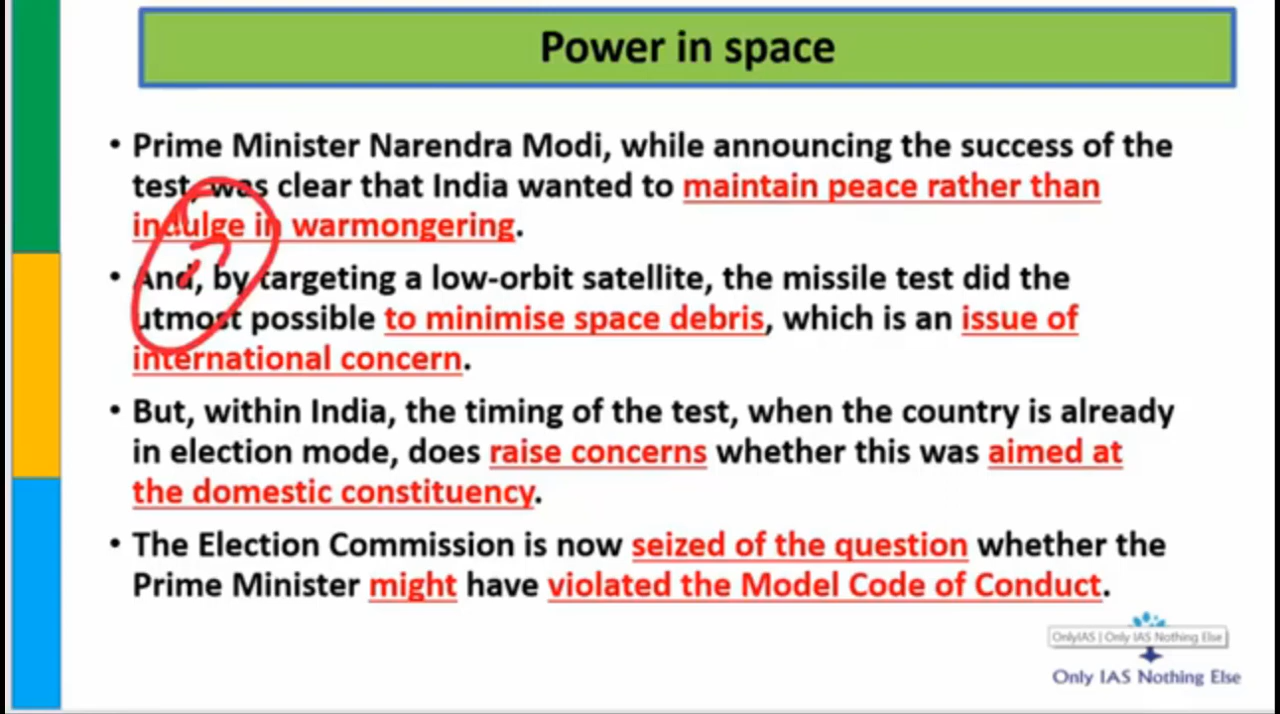 Power in space
• Prime Minister Narendra Modi, while announcing the success of the
test, was clear that India wanted to maintain peace rather than
indulge in warmongering.
• And, by targeting a low-orbit satellite, the missile test did the
utmost possible to minimise space debris, which is an issue of
international concern.
• But, within India, the timing of the test, when the country is already
in election mode, does raise concerns whether this was aimed at
the domestic constituency.
• The Election Commission is now seized of the question whether the
Prime Minister might have violated the Model Code of Conduct.
OnlyIAS | Only IAS Nothing Else
Only IAS Nothing Else